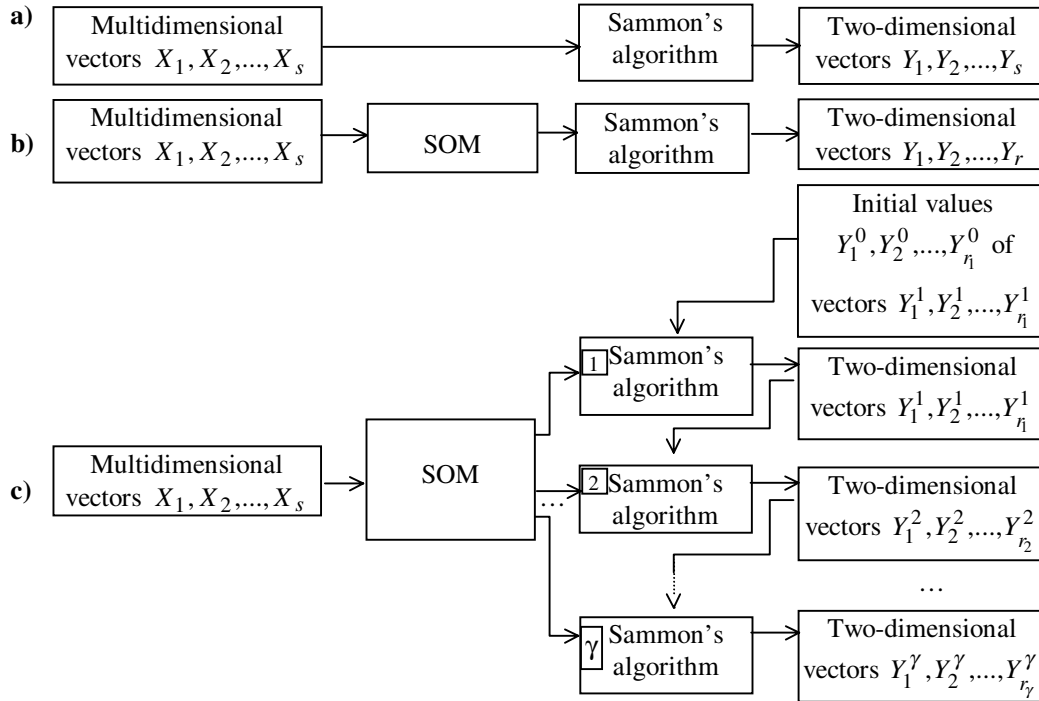 a)
Multidimensional
vectors X_1, X_2,..., X_s
Sammon's
algorithm
Two-dimensional
vectors Y_1, Y_2,..., Y_s
b)
Multidimensional
vectors X_1, X_2,..., X_s
SOM
Sammon's
algorithm
Two-dimensional
vectors Y_1, Y_2,..., Y_r
Initial values
Y_1^0, Y_2^0,..., Y_{r_1}^0 of
vectors Y_1^1, Y_2^1,..., Y_{r_1}^1
c)
Multidimensional
vectors X_1, X_2,..., X_s
SOM
...
1
Sammon's
algorithm
Two-dimensional
vectors Y_1^1, Y_2^1,..., Y_{r_1}^1
2
Sammon's
algorithm
Two-dimensional
vectors Y_1^2, Y_2^2,..., Y_{r_2}^2
...
γ
Sammon's
algorithm
Two-dimensional
vectors Y_1^γ, Y_2^γ,..., Y_{r_γ}^γ